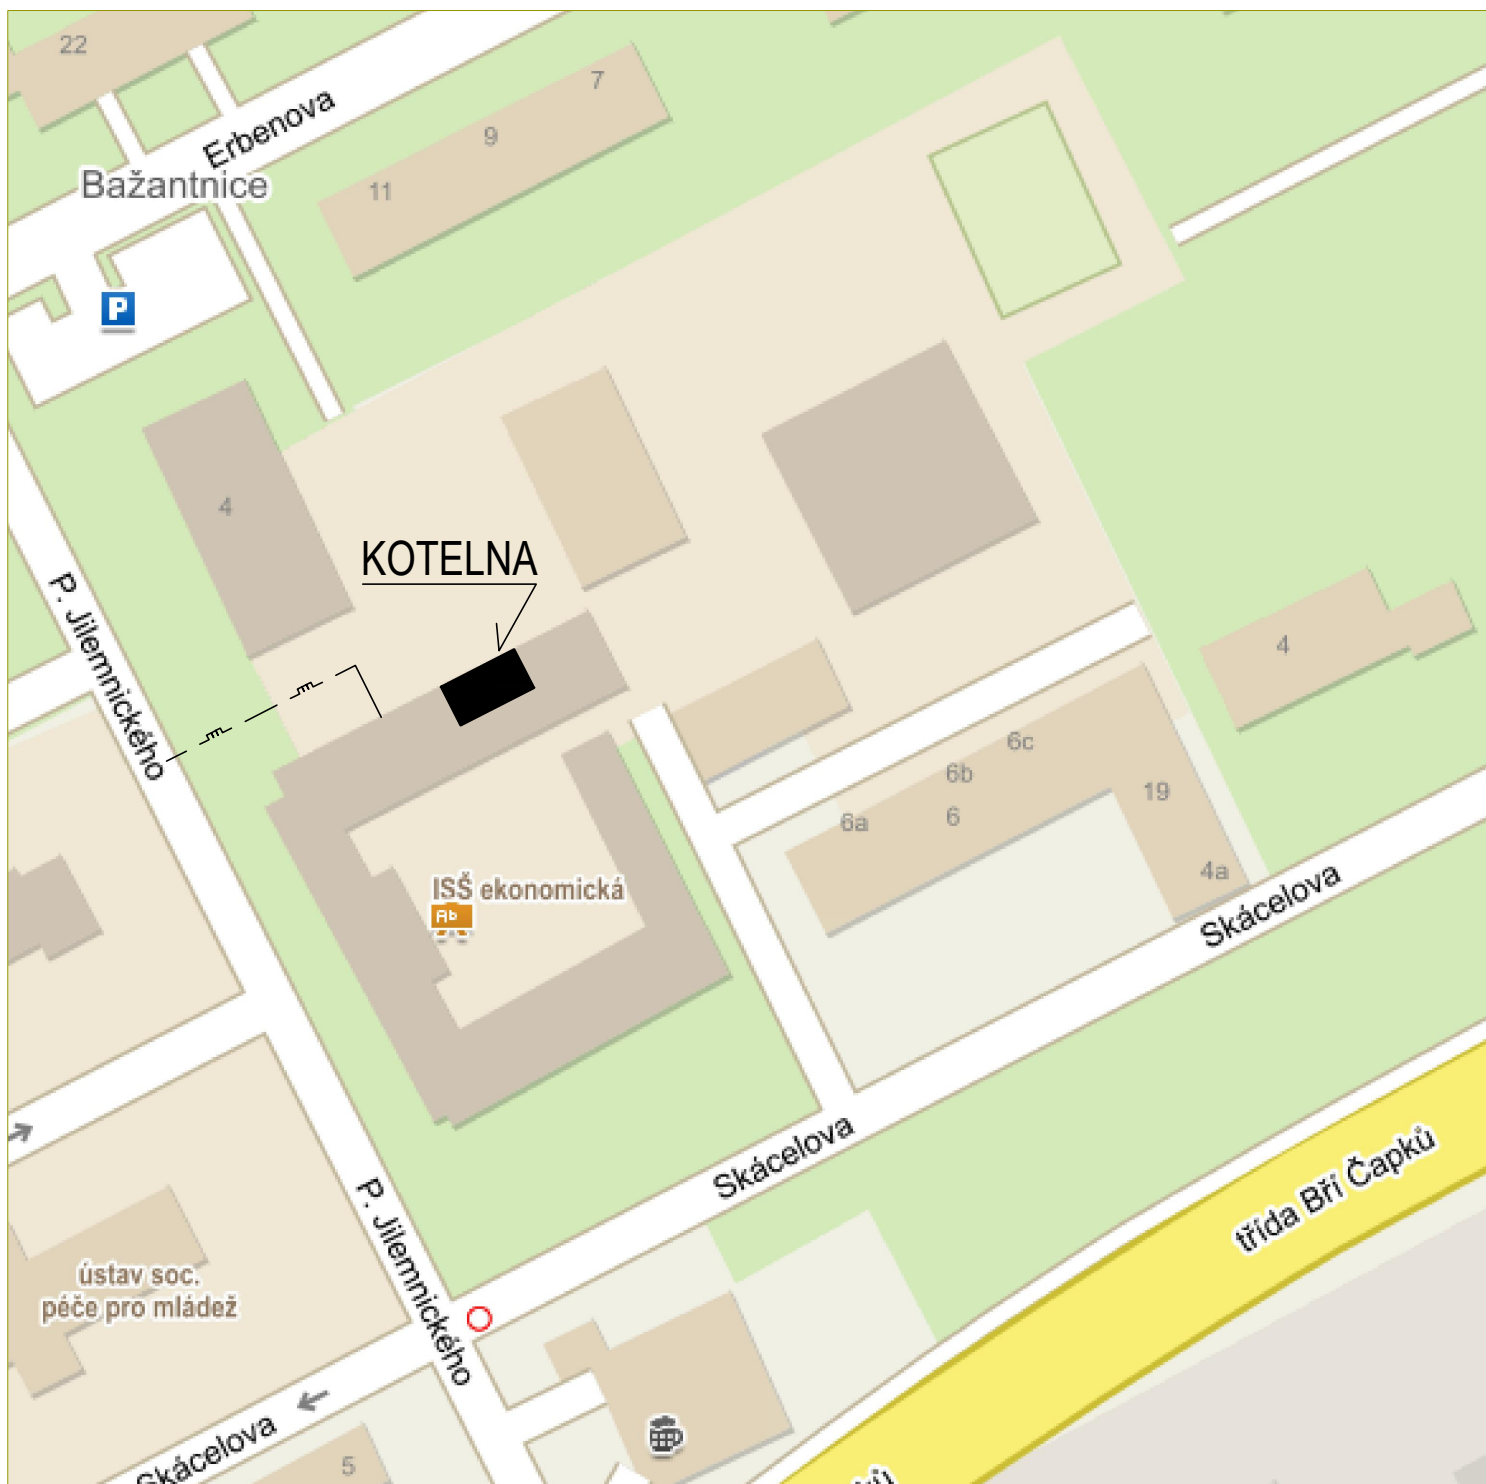 22
7
Erbenova
9
Bažantnice
11
P
4
KOTELNA
P. Jilemnického
4
6c
6b
19
6a
6
4a
ISŠ ekonomická
Ab
Skácelova
Skácelova
třída Bří Čapků
P. Jilemnického
ústav soc.
péče pro mládež
Skácelova
5